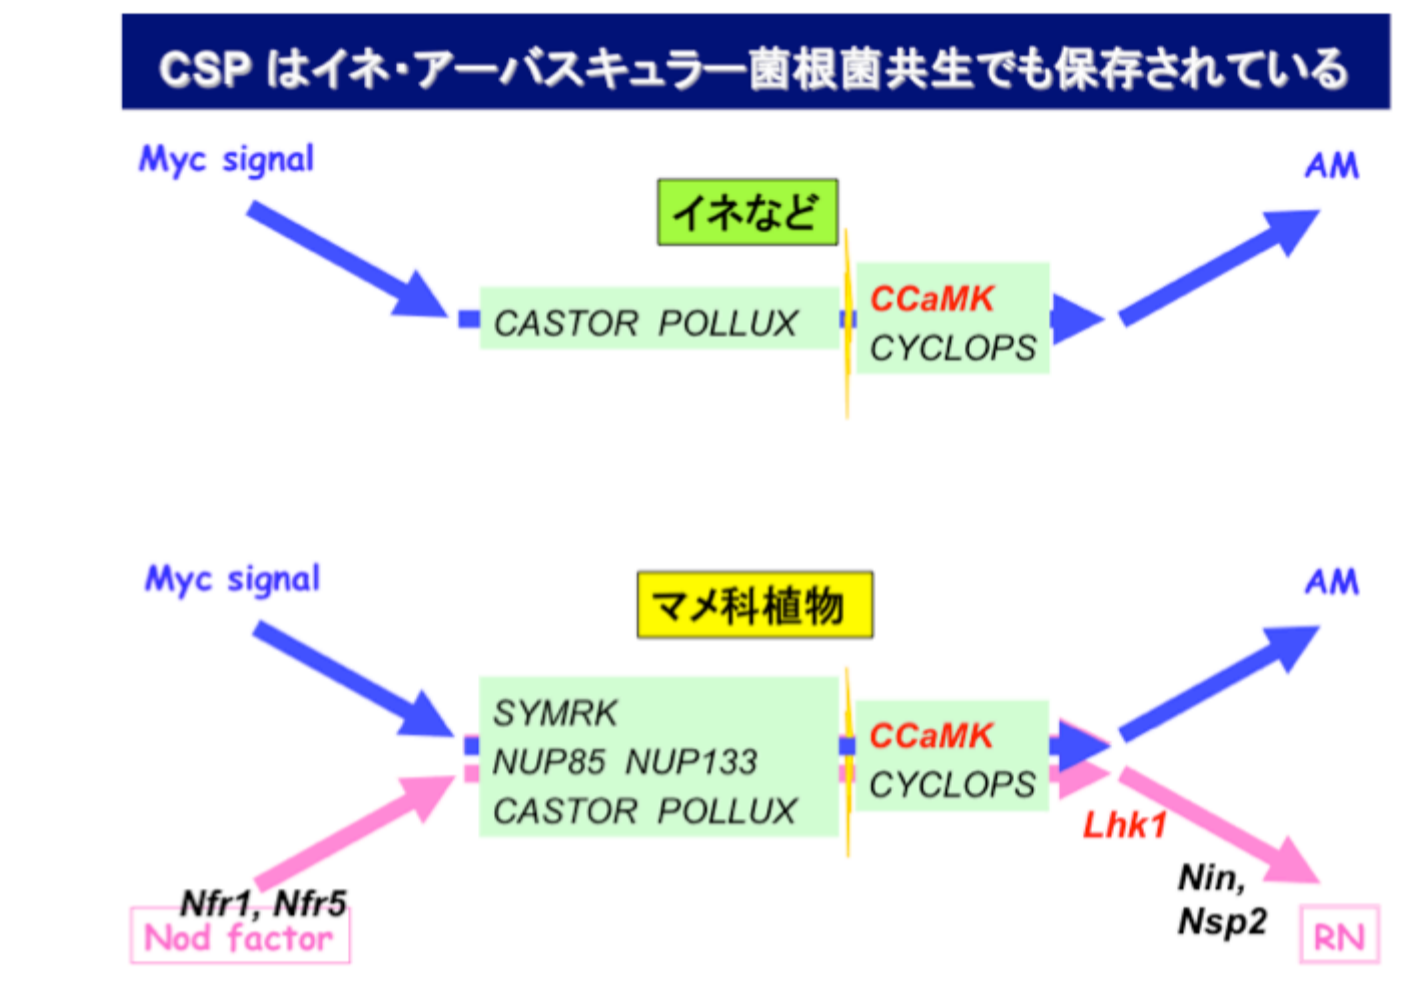 CSP はイネ・アーバスキュラー菌根菌共生でも保存されている
Myc signal
AM
イネなど
CASTOR POLLUX
CCaMK
CYCLOPS
Myc signal
AM
マメ科植物
SYMRK
NUP85 NUP133
CASTOR POLLUX
CCaMK
CYCLOPS
Lhk1
Nfr1, Nfr5
Nod factor
Nin,
Nsp2
RN